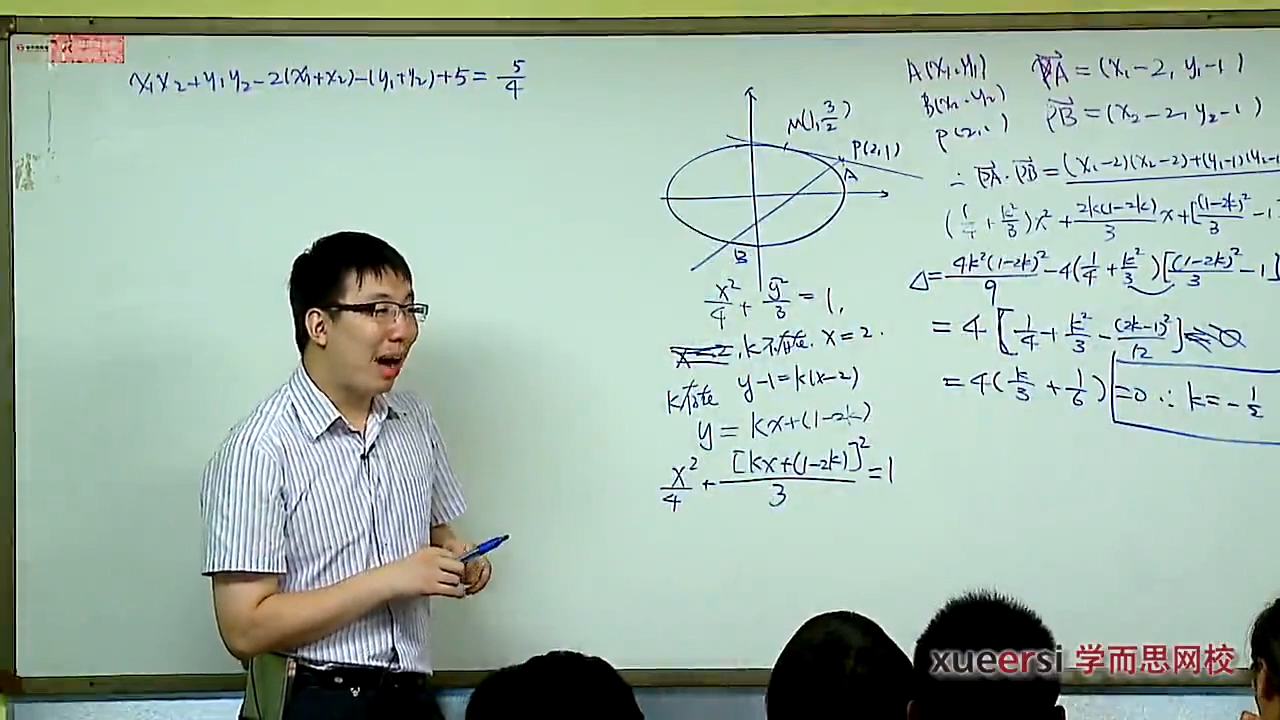 x₁x₂+y₁y₂-2(x₁+x₂)-(y₁+y₂)+5=5/4
M(1,3/2)
P(2,1)
A
B
x²/4+y²/3=1,
k不存在. x=2.
k存在 y-1=k(x-2)
y=kx+(1-2k)
x²/4+[kx+(1-2k)]²/3=1
A(x₁,y₁) PA=(x₁-2,y₁-1)
B(x₂,y₂) PB=(x₂-2,y₂-1)
∴PA·PB=(x₁-2)(x₂-2)+(y₁-1)(y₂-1
(1/4+k²/3)x²+2k(1-2k)/3x+[(1-2k)²/3-1
Δ=4k²(1-2k)²/9-4(1/4+k²/3)[(1-2k)²/3-1]
=4[1/4+k²/3-(2k-1)²/12]
=4(k/3+1/6)=0∴k=-1/2
xueersi 学而思网校